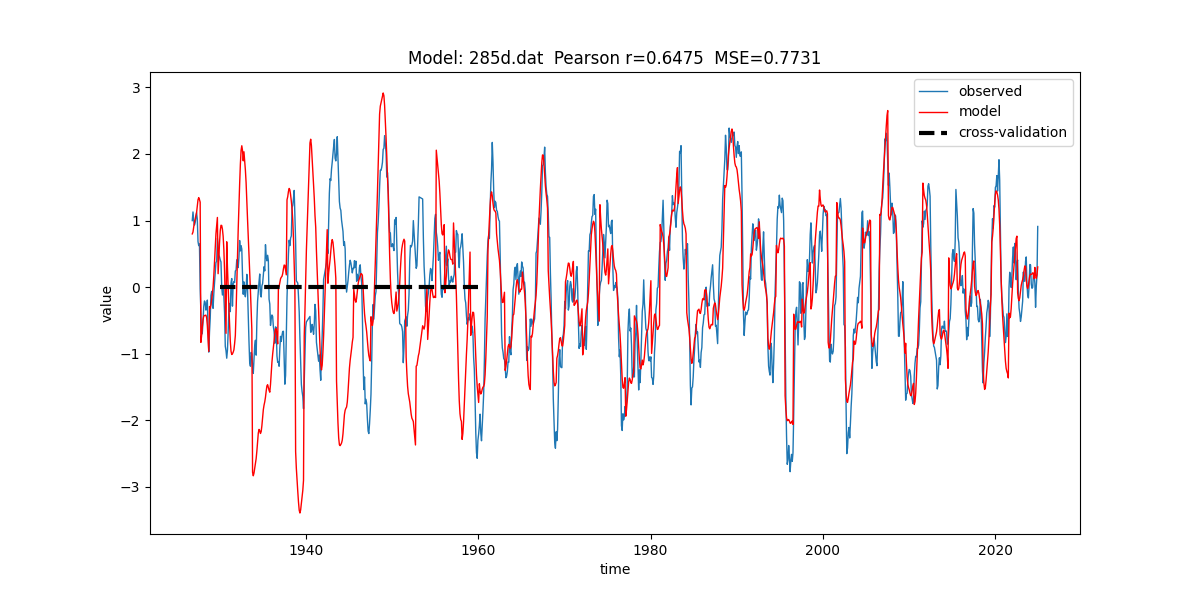 Model: 285d.dat  Pearson r=0.6475  MSE=0.7731
observed
model
cross-validation
3
2
1
0
−1
−2
−3
value
1940
1960
1980
2000
2020
time